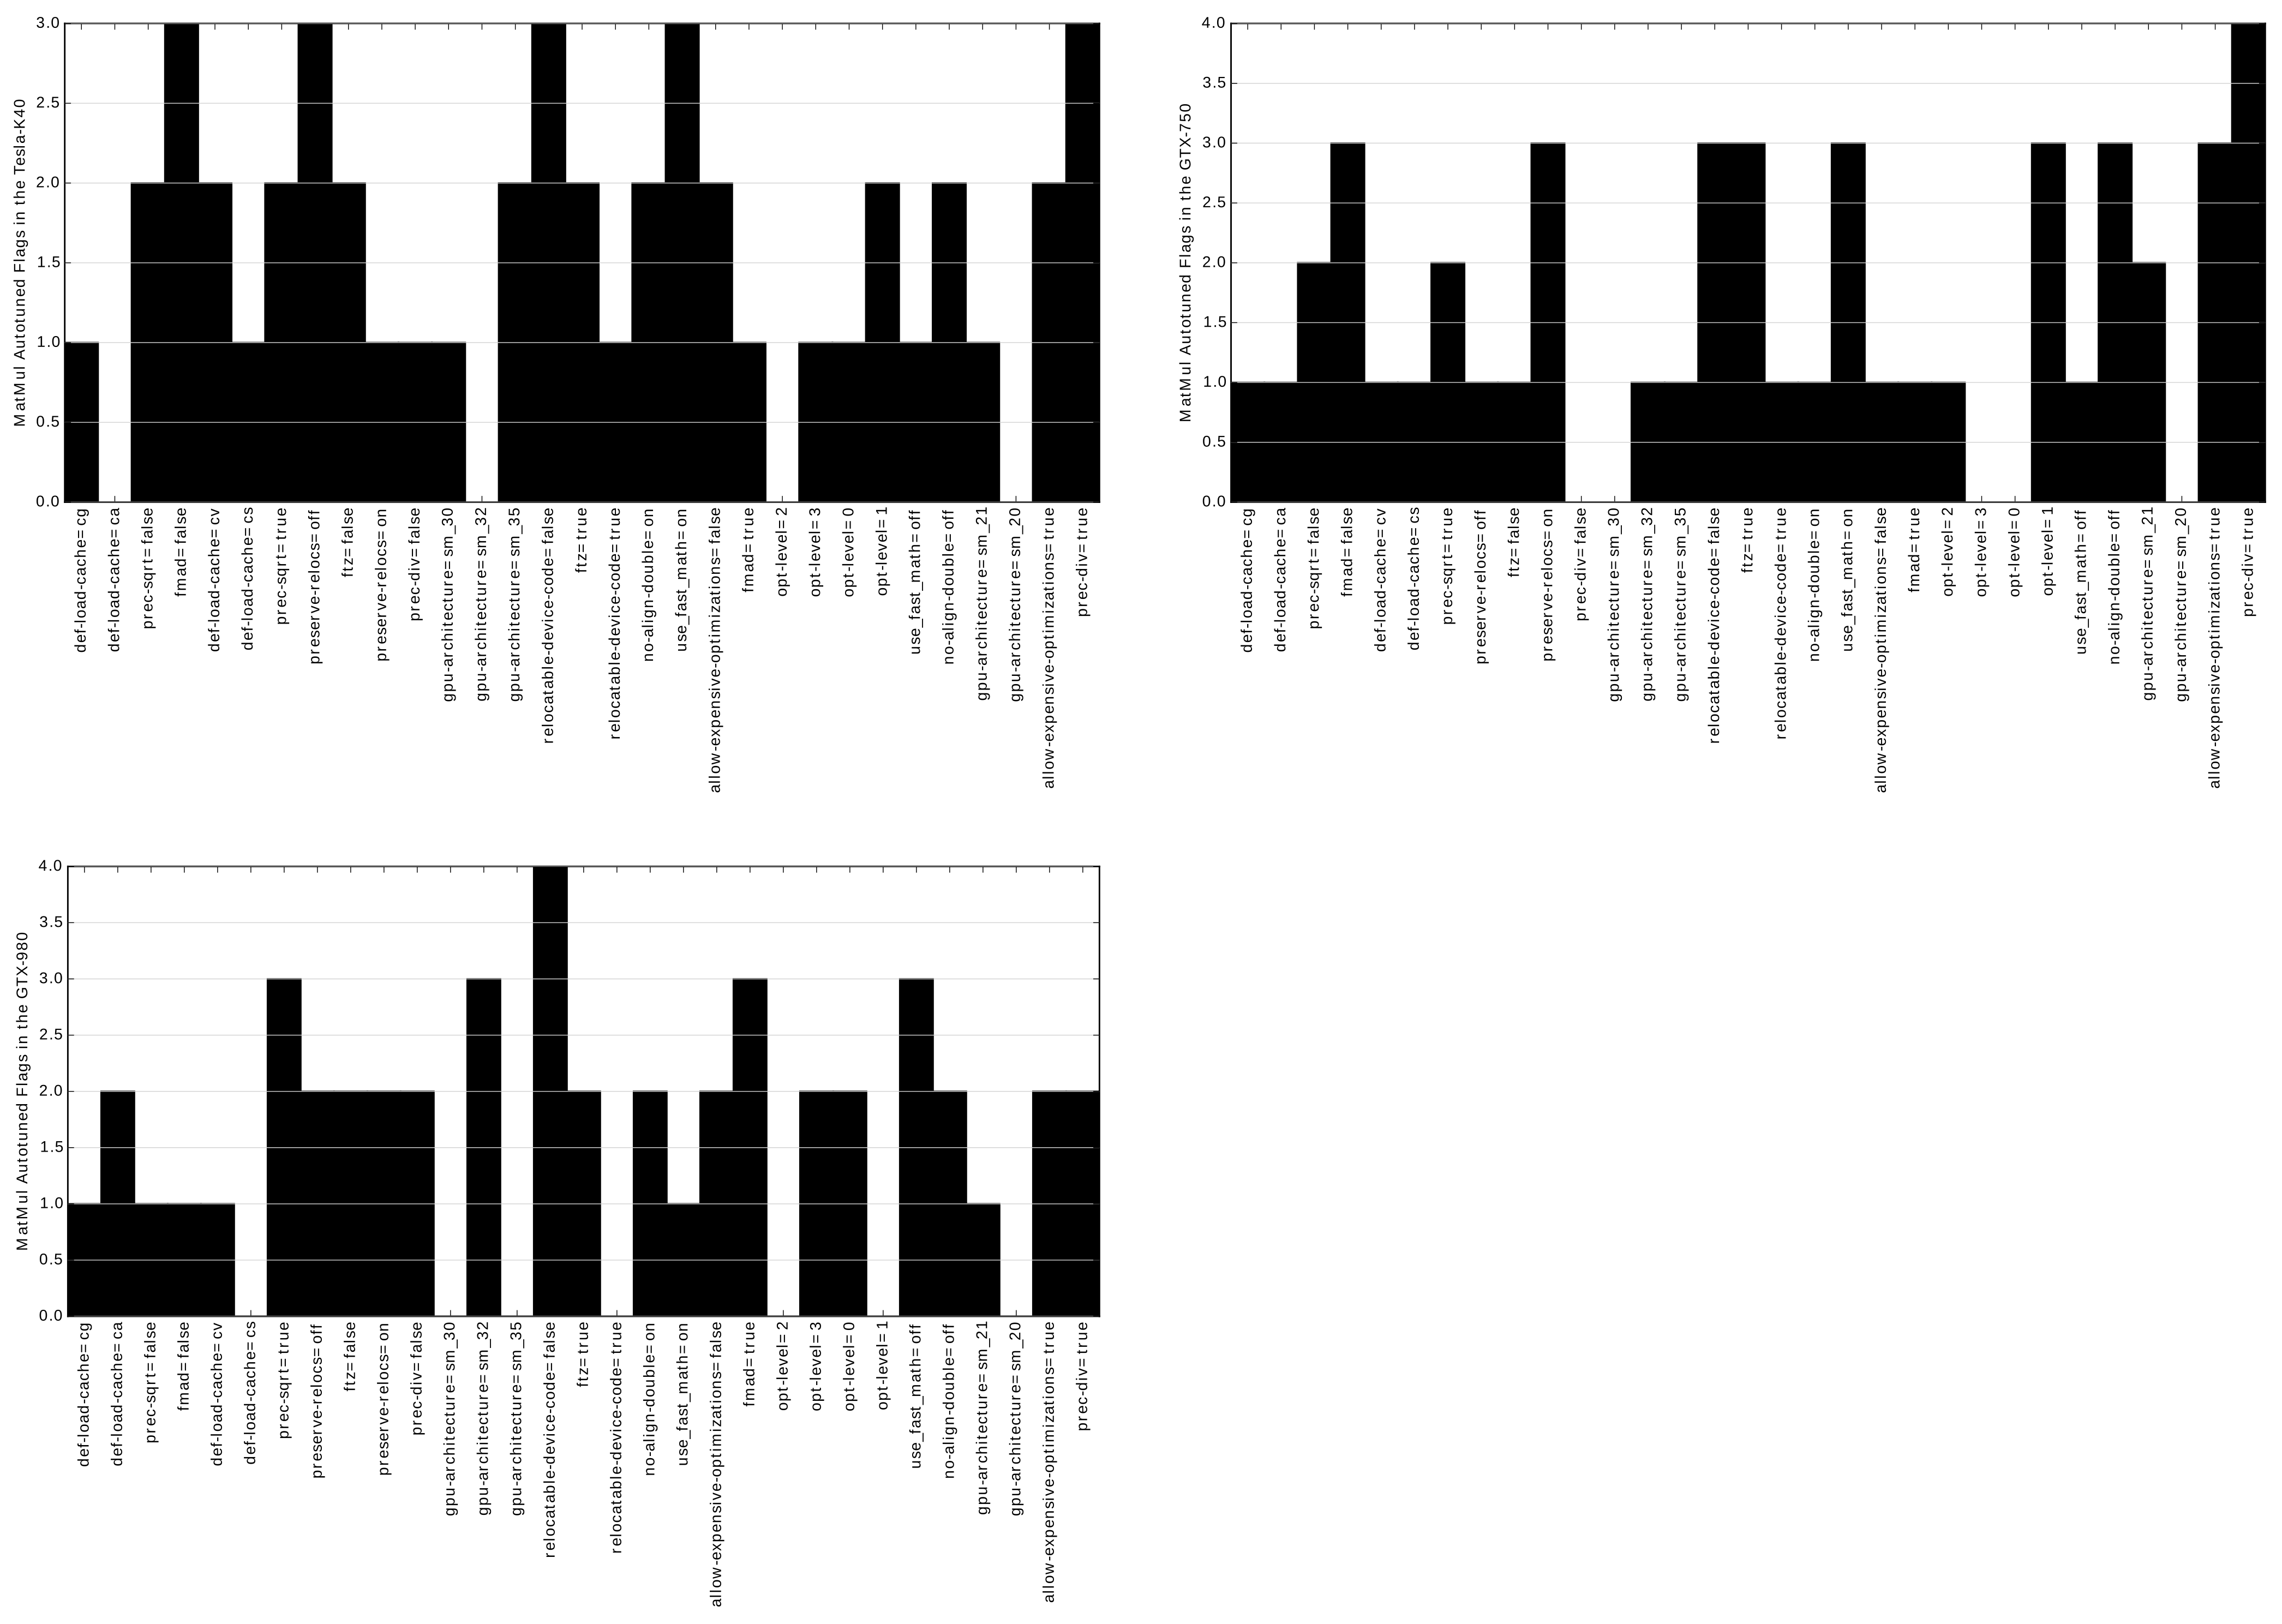 MatMul Autotuned Flags in the Tesla-K40
3.0
2.5
2.0
1.5
1.0
0.5
0.0
def-load-cache=cg
def-load-cache=ca
prec-sqrt=false
fmad=false
def-load-cache=cv
def-load-cache=cs
prec-sqrt=true
preserve-relocs=off
ftz=false
preserve-relocs=on
prec-div=false
gpu-architecture=sm_30
gpu-architecture=sm_32
gpu-architecture=sm_35
relocatable-device-code=false
ftz=true
relocatable-device-code=true
no-align-double=on
use_fast_math=on
allow-expensive-optimizations=false
fmad=true
opt-level=2
opt-level=3
opt-level=0
opt-level=1
use_fast_math=off
no-align-double=off
gpu-architecture=sm_21
gpu-architecture=sm_20
allow-expensive-optimizations=true
prec-div=true
MatMul Autotuned Flags in the GTX-750
4.0
3.5
3.0
2.5
2.0
1.5
1.0
0.5
0.0
def-load-cache=cg
def-load-cache=ca
prec-sqrt=false
fmad=false
def-load-cache=cv
def-load-cache=cs
prec-sqrt=true
preserve-relocs=off
ftz=false
preserve-relocs=on
prec-div=false
gpu-architecture=sm_30
gpu-architecture=sm_32
gpu-architecture=sm_35
relocatable-device-code=false
ftz=true
relocatable-device-code=true
no-align-double=on
use_fast_math=on
allow-expensive-optimizations=false
fmad=true
opt-level=2
opt-level=3
opt-level=0
opt-level=1
use_fast_math=off
no-align-double=off
gpu-architecture=sm_21
gpu-architecture=sm_20
allow-expensive-optimizations=true
prec-div=true
MatMul Autotuned Flags in the GTX-980
4.0
3.5
3.0
2.5
2.0
1.5
1.0
0.5
0.0
def-load-cache=cg
def-load-cache=ca
prec-sqrt=false
fmad=false
def-load-cache=cv
def-load-cache=cs
prec-sqrt=true
preserve-relocs=off
ftz=false
preserve-relocs=on
prec-div=false
gpu-architecture=sm_30
gpu-architecture=sm_32
gpu-architecture=sm_35
relocatable-device-code=false
ftz=true
relocatable-device-code=true
no-align-double=on
use_fast_math=on
allow-expensive-optimizations=false
fmad=true
opt-level=2
opt-level=3
opt-level=0
opt-level=1
use_fast_math=off
no-align-double=off
gpu-architecture=sm_21
gpu-architecture=sm_20
allow-expensive-optimizations=true
prec-div=true